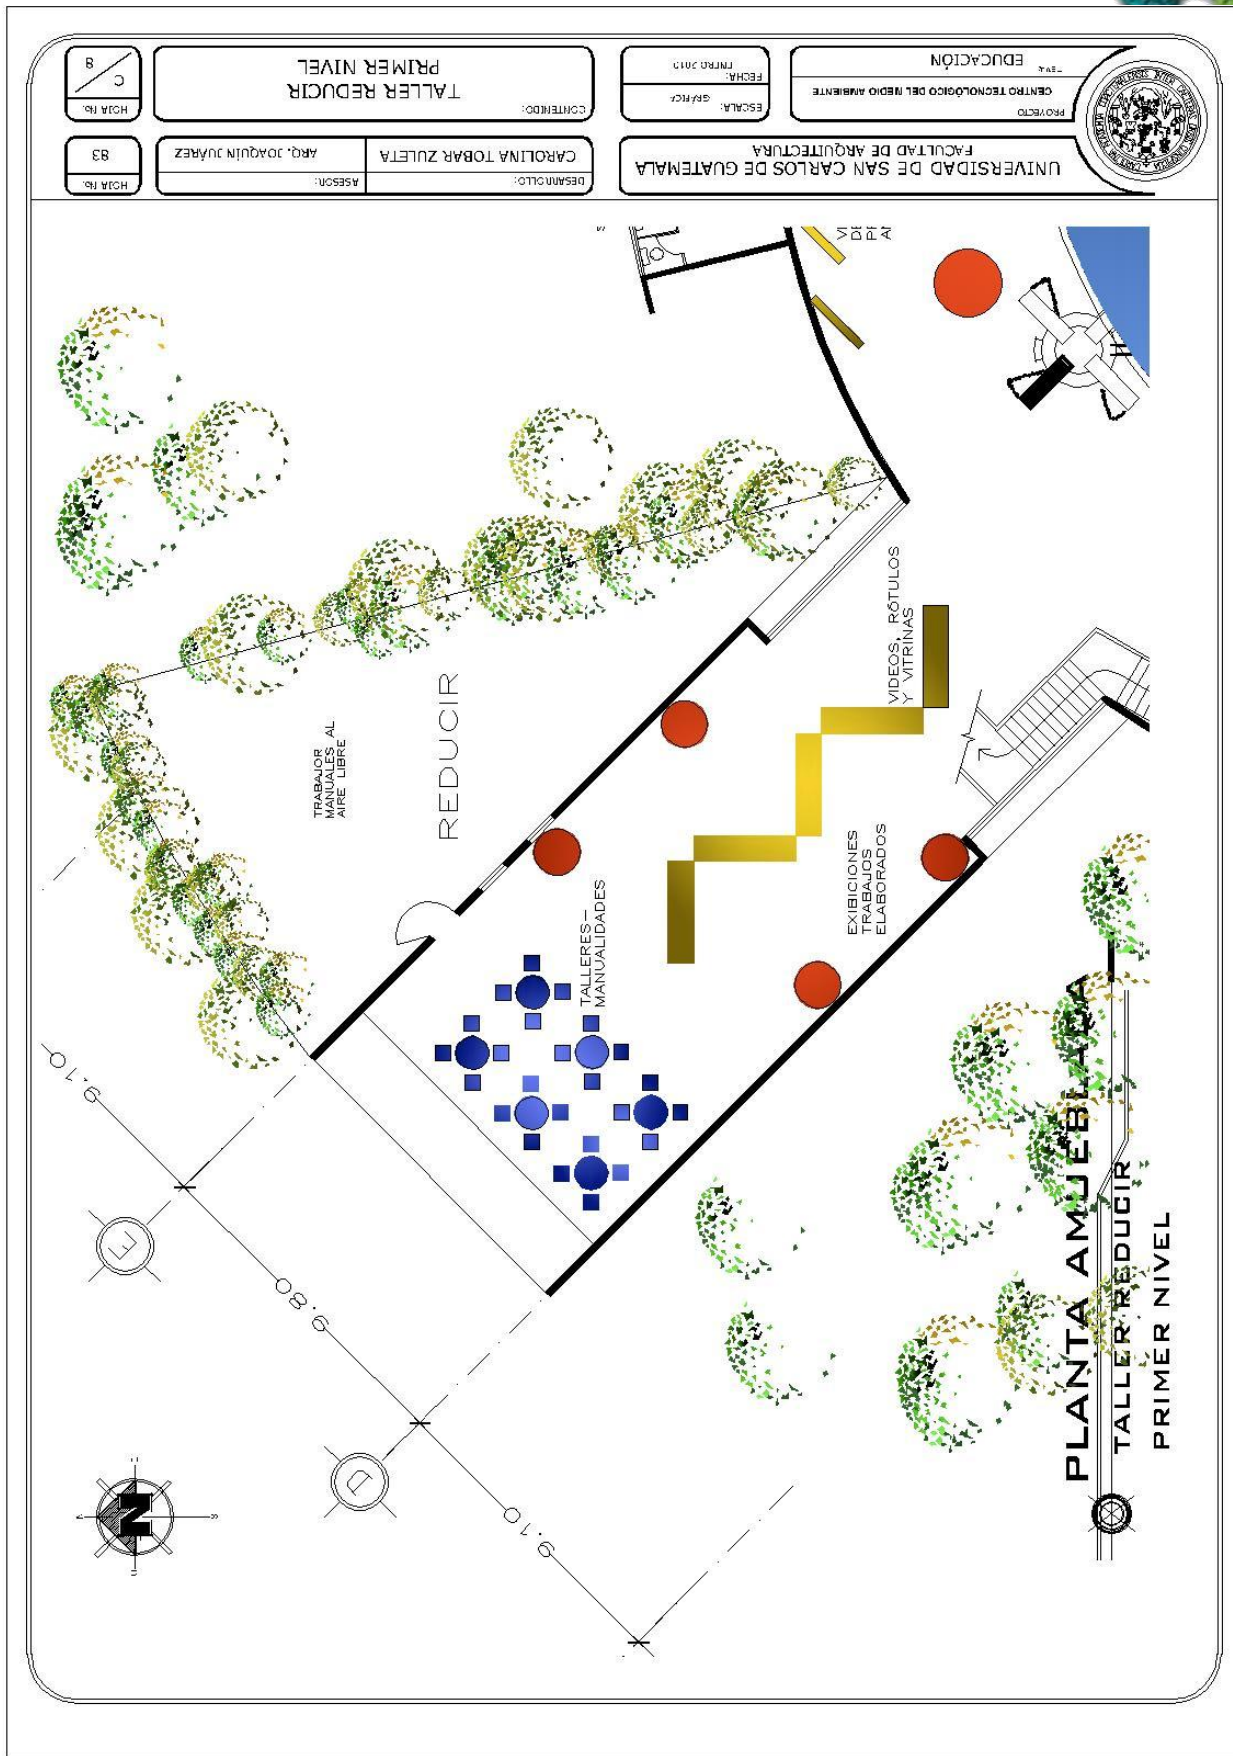 UNIVERSIDAD DE SAN CARLOS DE GUATEMALA
FACULTAD DE ARQUITECTURA
PROYECTO
CENTRO TECNOLÓGICO DEL MEDIO AMBIENTE
EDUCACIÓN
ESCALA:
GRÁFICA
FECHA:
ENERO 2010
DESARROLLO:
CAROLINA TOBAR ZULETA
ASESOR:
ARQ. JOAQUÍN JUÁREZ
HOJA No.
83
CONTENIDO:
TALLER REDUCIR
PRIMER NIVEL
HOJA No.
C
8
TRABAJOR
MANUALES AL
AIRE LIBRE
REDUCIR
TALLERES-
MANUALIDADES
VIDEOS, RÓTULOS
Y VITRINAS
EXIBICIONES
TRABAJOS
ELABORADOS
9.10
E
9.80
D
9.10
N
PLANTA AMUEBLADA
TALLER REDUCIR
PRIMER NIVEL